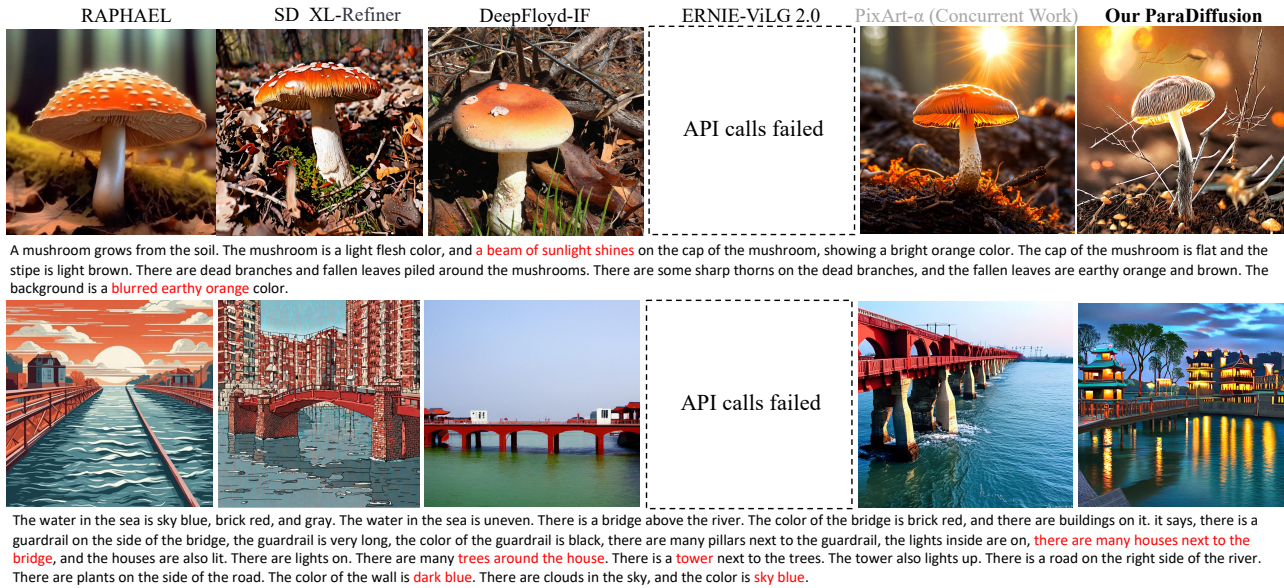 RAPHAEL SD XL-Refiner DeepFloyd-IF ERNIE-ViLG 2.0 PixArt-α (Concurrent Work) Our ParaDiffusion
API calls failed
A mushroom grows from the soil. The mushroom is a light flesh color, and a beam of sunlight shines on the cap of the mushroom, showing a bright orange color. The cap of the mushroom is flat and the
stipe is light brown. There are dead branches and fallen leaves piled around the mushrooms. There are some sharp thorns on the dead branches, and the fallen leaves are earthy orange and brown. The
background is a blurred earthy orange color.
API calls failed
The water in the sea is sky blue, brick red, and gray. The water in the sea is uneven. There is a bridge above the river. The color of the bridge is brick red, and there are buildings on it. it says, there is a
guardrail on the side of the bridge, the guardrail is very long, the color of the guardrail is black, there are many pillars next to the guardrail, the lights inside are on, there are many houses next to the
bridge, and the houses are also lit. There are lights on. There are many trees around the house. There is a tower next to the trees. The tower also lights up. There is a road on the right side of the river.
There are plants on the side of the road. The color of the wall is dark blue. There are clouds in the sky, and the color is sky blue.